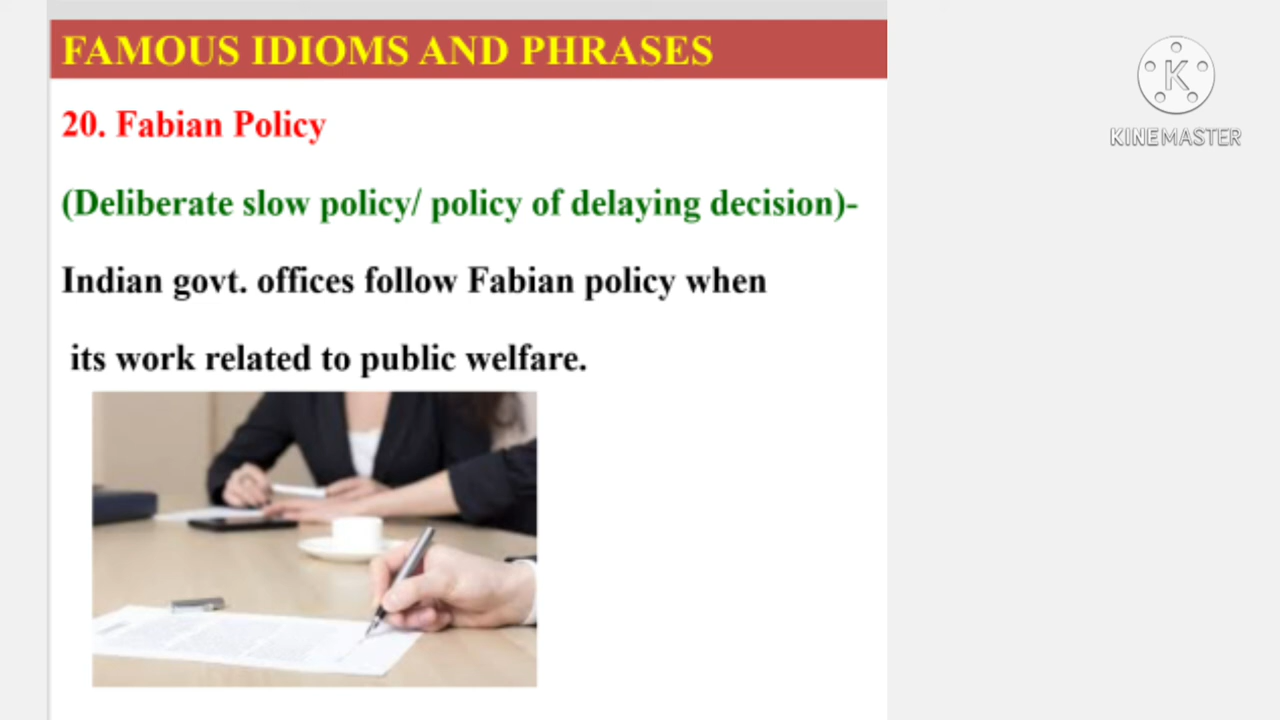 FAMOUS IDIOMS AND PHRASES
20. Fabian Policy
(Deliberate slow policy/ policy of delaying decision)-
Indian govt. offices follow Fabian policy when
its work related to public welfare.
K
KINEMASTER